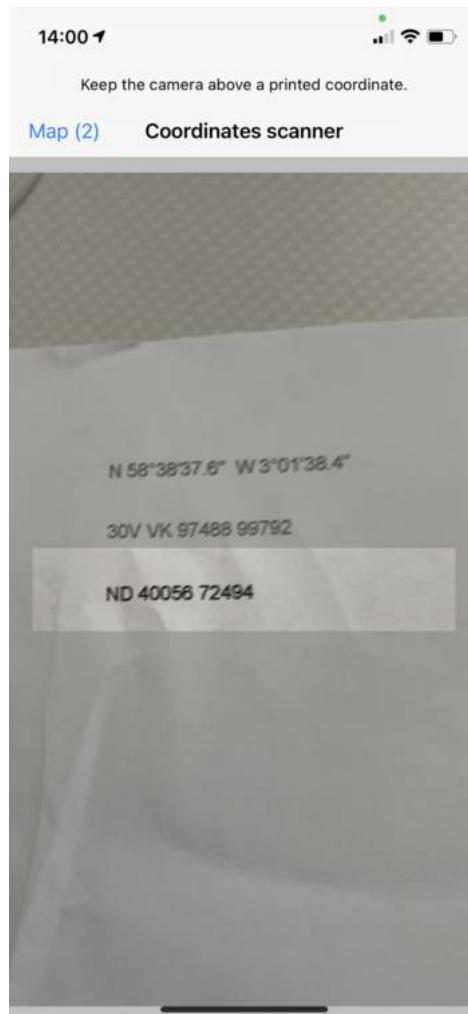 14:00
Keep the camera above a printed coordinate.
Map (2) Coordinates scanner
N 58°38'37.6" W 3°01'38.4"
30V VK 97488 99792
ND 40056 72494